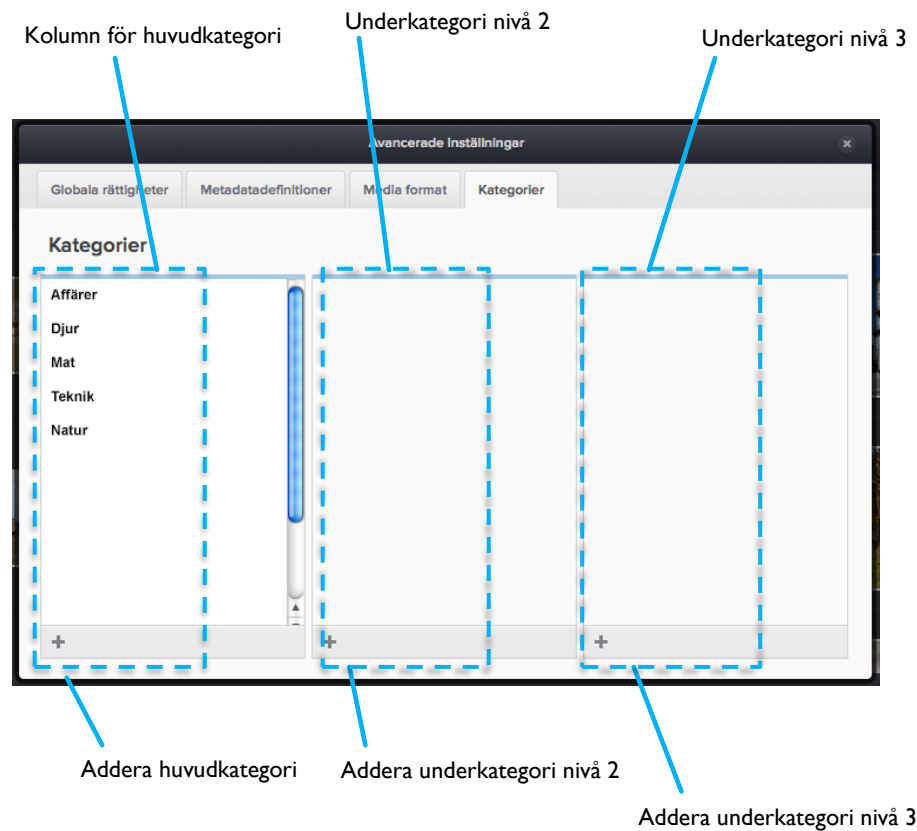 Underkategori nivå 2
Kolumn för huvudkategori
Underkategori nivå 3
Avancerade inställningar
Globala rättigheter
Metadatadefinitioner
Media format
Kategorier
Kategorier
Affärer
Djur
Mat
Teknik
Natur
+
+
+
Addera huvudkategori
Addera underkategori nivå 2
Addera underkategori nivå 3